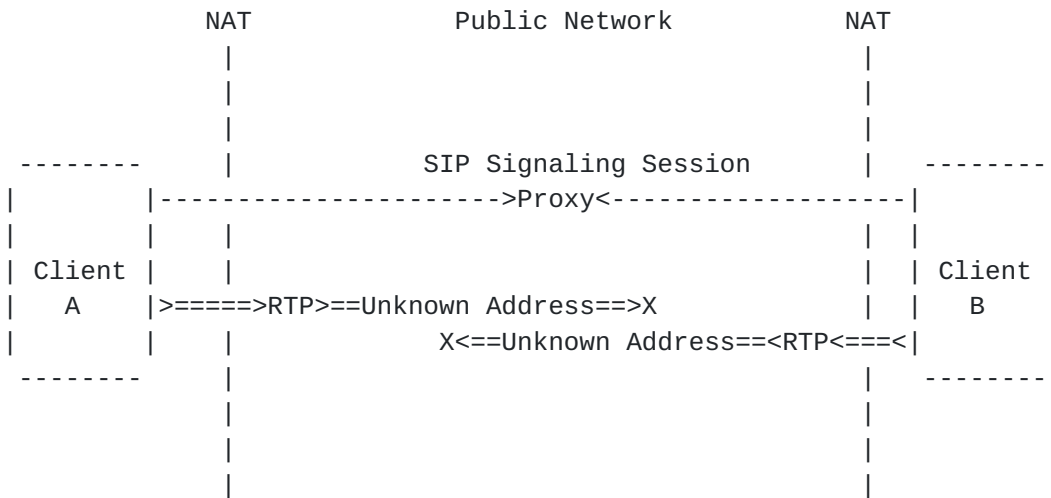 NAT Public Network NAT
| |
| |
| |
-------- | SIP Signaling Session | --------
| |---------------------->Proxy<-------------------|
| | | | |
| Client | | | | Client
| A |>=====>RTP>==Unknown Address==>X | | B
| | | X<==Unknown Address==<RTP<===<|
-------- | | --------
| |
| |
| |